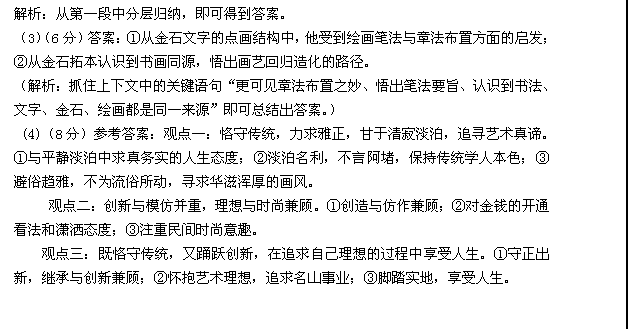 解析：从第一段中分层归纳，即可得到答案。
(3)(6分)答案：①从金石文字的点画结构中，他受到绘画笔法与章法布置方面的启发；
②从金石拓本认识到书画同源，悟出画艺回归造化的路径。
（解析：抓住上下文中的关键语句“更可见章法布置之妙、悟出笔法要旨、认识到书法、
文字、金石、绘画都是同一来源”即可总结出答案。）
(4)(8分)参考答案：观点一：恪守传统，力求雅正，甘于清寂淡泊，追寻艺术真谛。
①与平静淡泊中求真务实的人生态度；②淡泊名利，不言阿堵，保持传统学人本色；③
避俗趋雅，不为流俗所动，寻求华滋浑厚的画风。
观点二：创新与模仿并重，理想与时尚兼顾。①创造与仿作兼顾；②对金钱的开通
看法和潇洒态度；③注重民间时尚意趣。
观点三：既恪守传统，又踊跃创新，在追求自己理想的过程中享受人生。①守正出
新，继承与创新兼顾；②怀抱艺术理想，追求名山事业；③脚踏实地，享受人生。